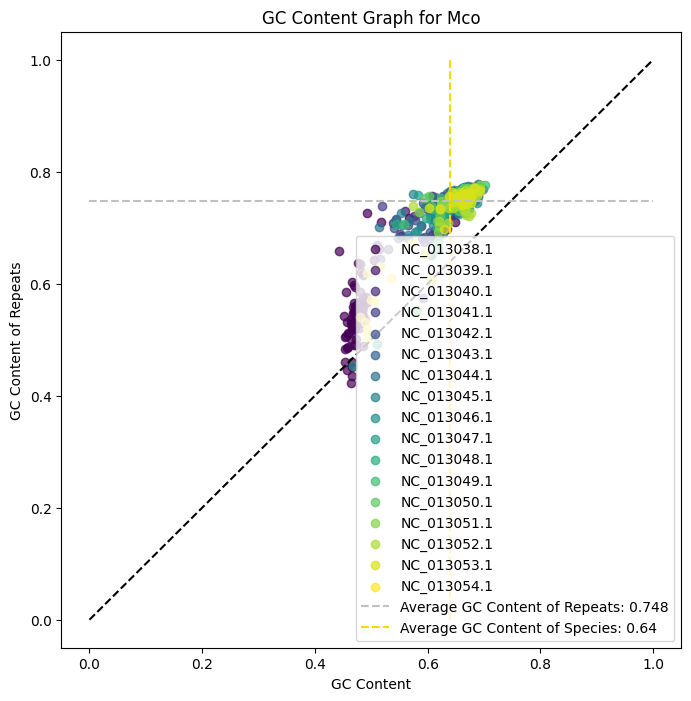 GC Content Graph for Mco
GC Content of Repeats
1.0
0.8
0.6
0.4
0.2
0.0
NC_013038.1
NC_013039.1
NC_013040.1
NC_013041.1
NC_013042.1
NC_013043.1
NC_013044.1
NC_013045.1
NC_013046.1
NC_013047.1
NC_013048.1
NC_013049.1
NC_013050.1
NC_013051.1
NC_013052.1
NC_013053.1
NC_013054.1
Average GC Content of Repeats: 0.748
Average GC Content of Species: 0.64
0.0 0.2 0.4 0.6 0.8 1.0
GC Content